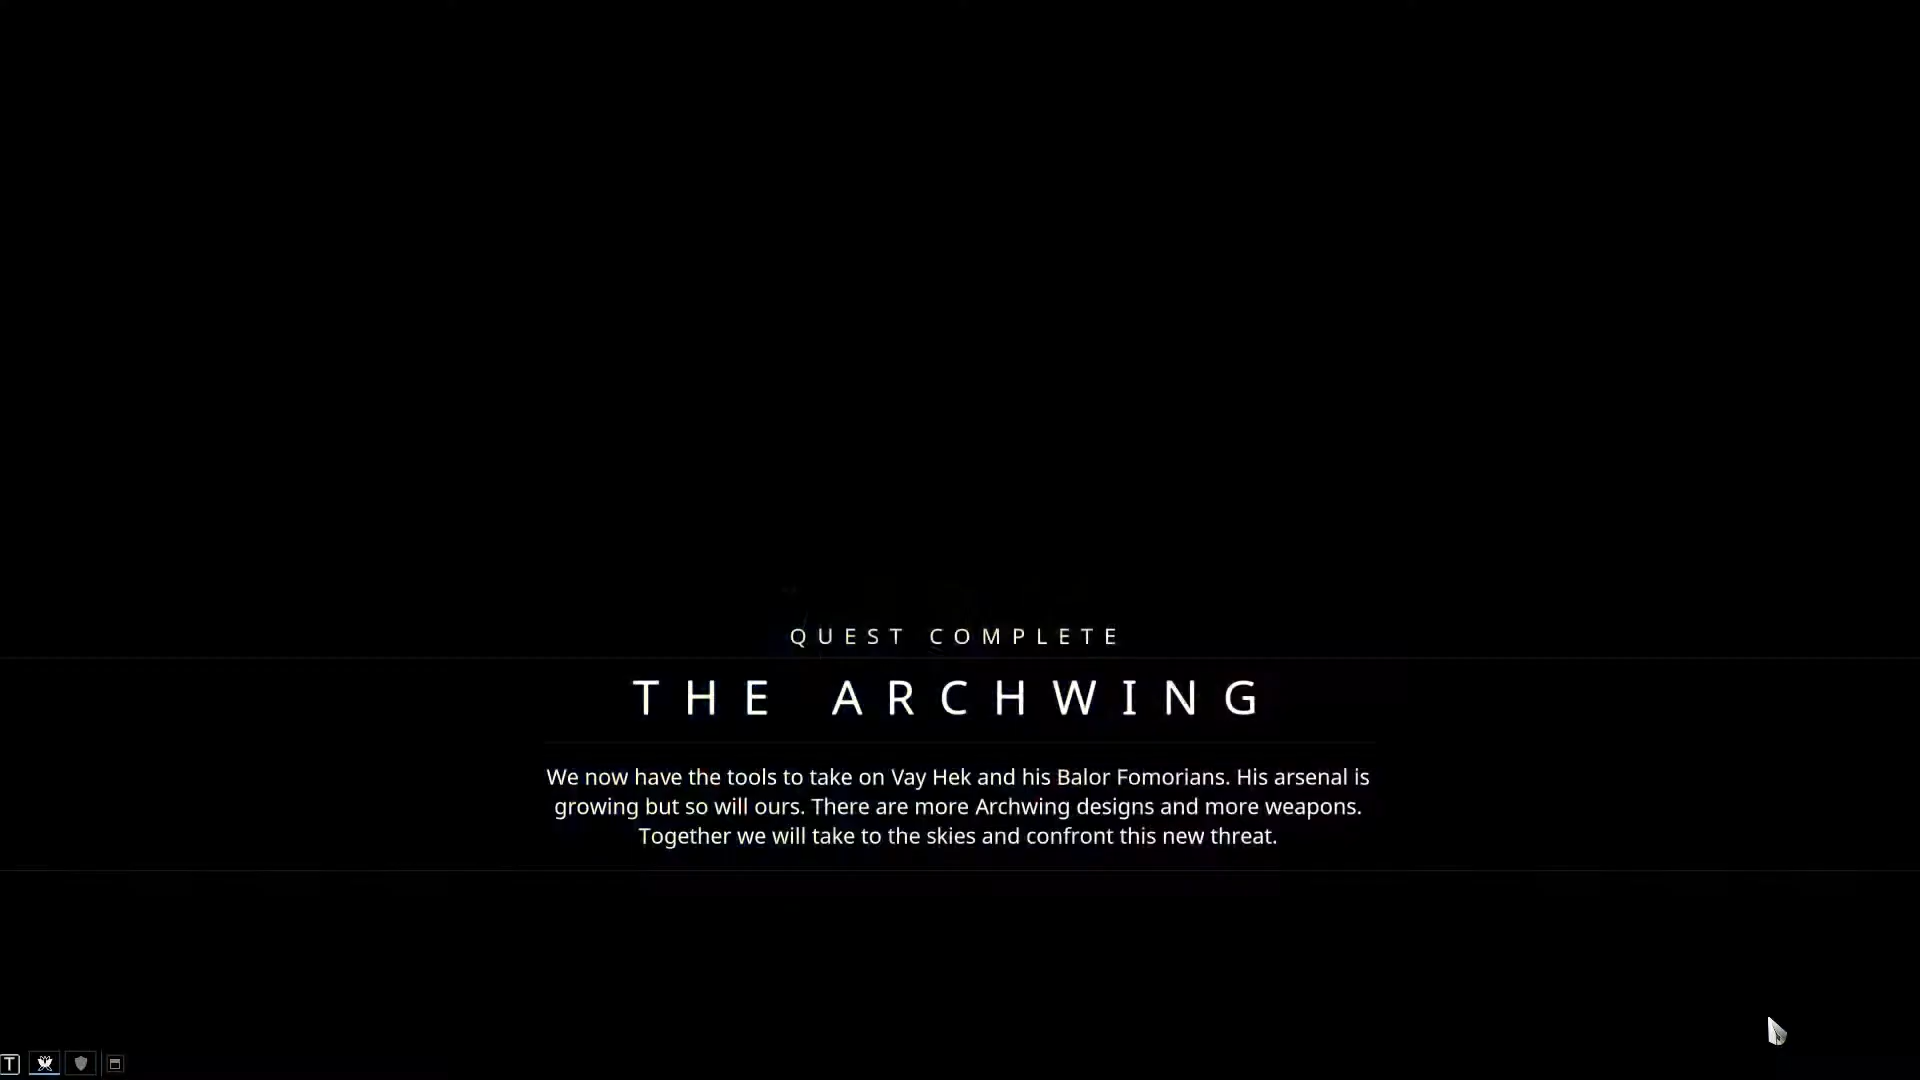 QUEST COMPLETE
THE ARCHWING
We now have the tools to take on Vay Hek and his Balor Fomorians. His arsenal is
growing but so will ours. There are more Archwing designs and more weapons.
Together we will take to the skies and confront this new threat.
T